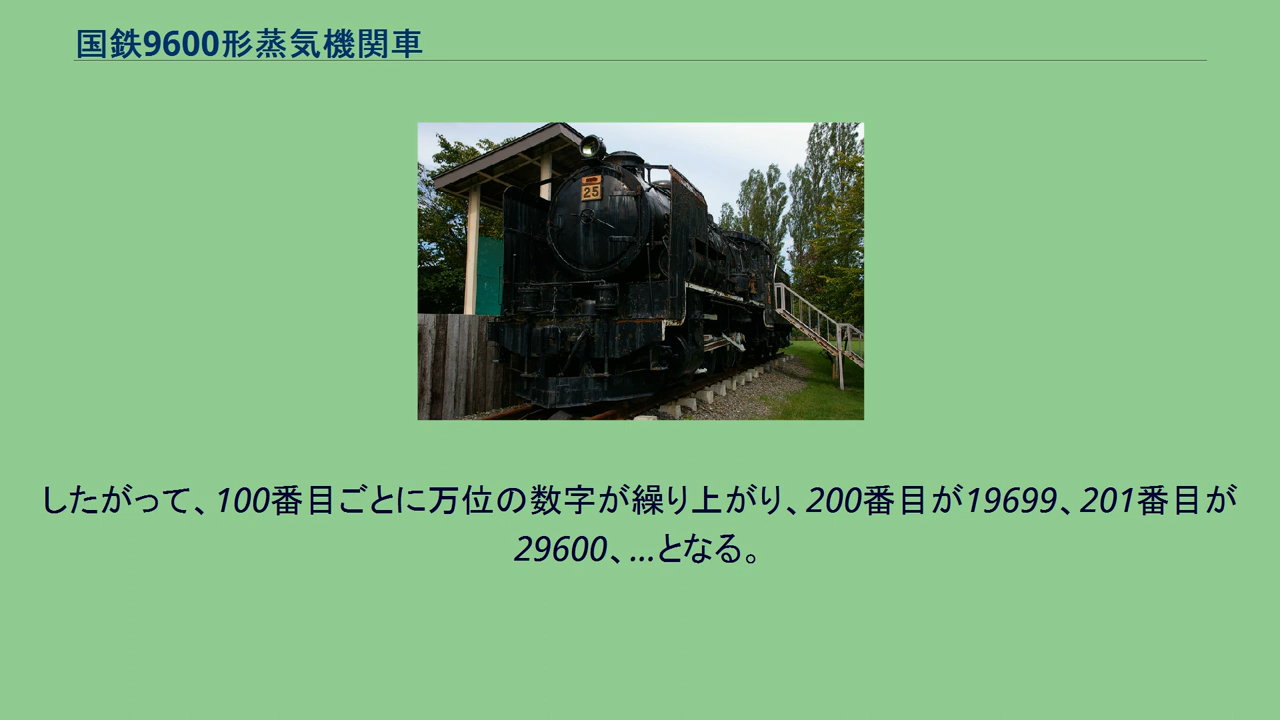 国鉄9600形蒸気機関車
25
したがって、100番目ごとに万位の数字が繰り上がり、200番目が19699、201番目が
29600、…となる。